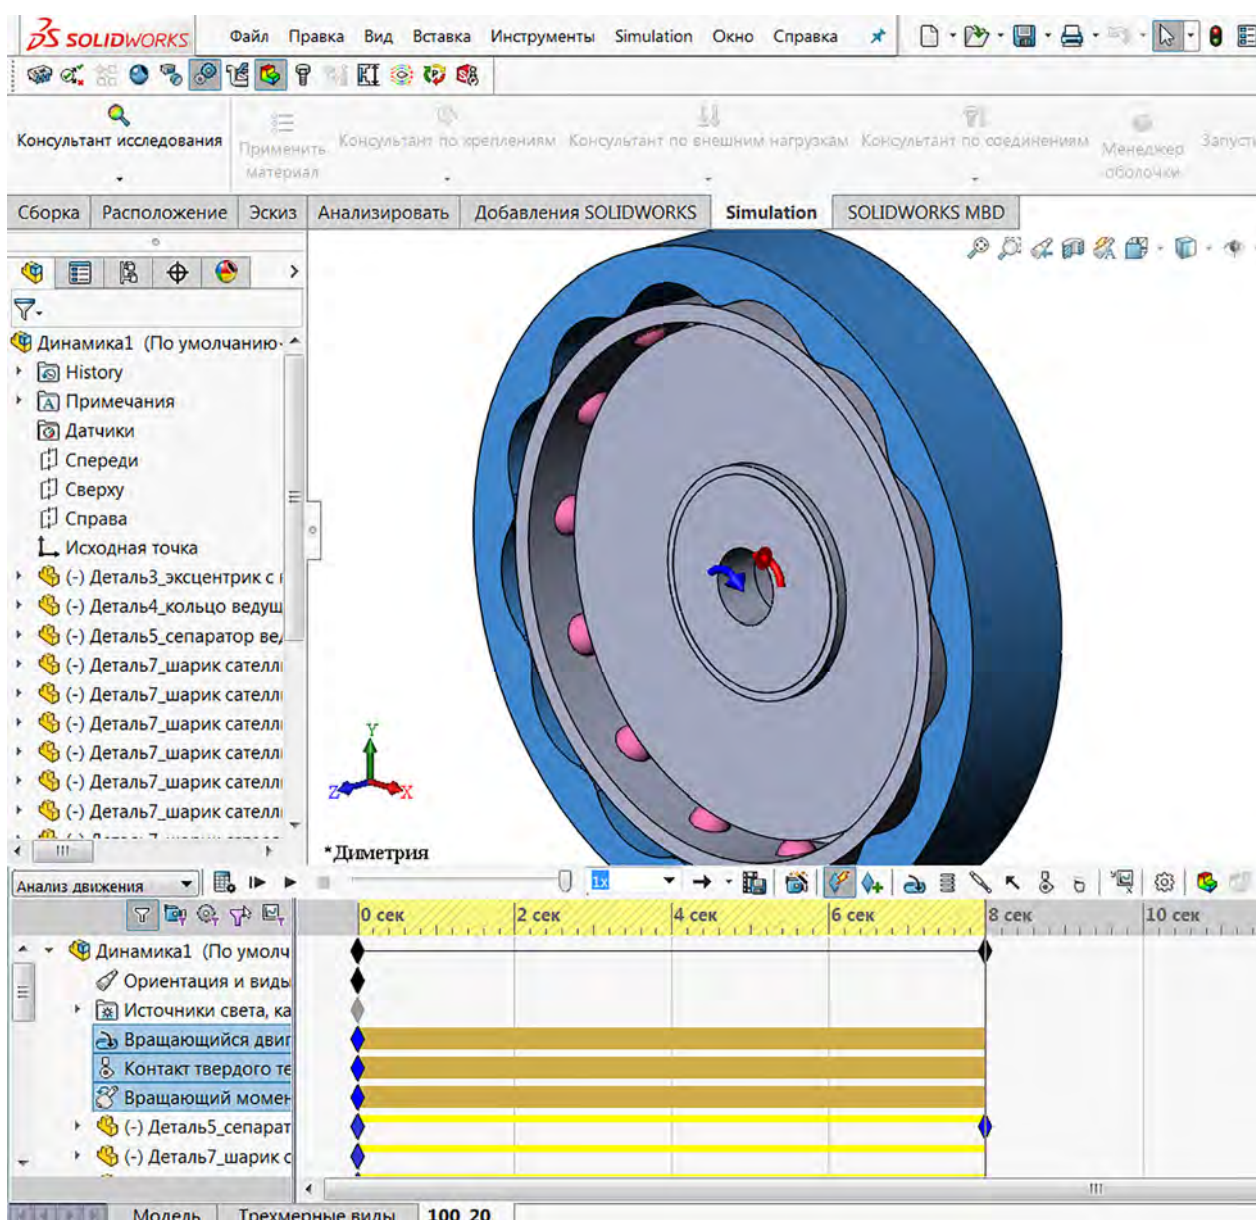 SOLIDWORKS Файл Правка Вид Вставка Инструменты Simulation Окно Справка
Консультант исследования
Применить материал
Консультант по креплениям
Консультант по внешним нагрузкам
Консультант по соединениям
Менеджер оболочки
Запусти
Сборка Расположение Эскиз Анализировать Добавления SOLIDWORKS Simulation SOLIDWORKS MBD
Динамика1 (По умолчанию
History
Примечания
Датчики
Спереди
Сверху
Справа
Исходная точка
(-) Деталь3_эксцентрик с
(-) Деталь4_кольцо ведущ
(-) Деталь5_сепаратор ве
(-) Деталь7_шарик сателл
(-) Деталь7_шарик сателл
(-) Деталь7_шарик сателл
(-) Деталь7_шарик сателл
(-) Деталь7_шарик сателл
(-) Деталь7_шарик сателл
Y
Z X
*Диметрия
Анализ движения 1x
0 сек 2 сек 4 сек 6 сек 8 сек 10 сек
Динамика1 (По умолч
Ориентация и виды
Источники света, ка
Вращающийся двиг
Контакт твердого те
Вращающий момен
(-) Деталь5_сепарат
(-) Деталь7_шарик с
Модель Трехмерные виды 100_20